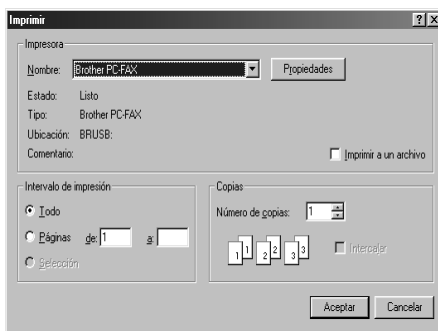 Imprimir
Impresora
Nombre: Brother PC-FAX Propiedades
Estado: Listo
Tipo: Brother PC-FAX
Ubicación: BRUSB:
Comentario: Imprimir a un archivo
Intervalo de impresión
Todo
Páginas de: 1 a:
Selección
Copias
Número de copias: 1
1 1 2 2 3 3
Intercalar
Aceptar Cancelar